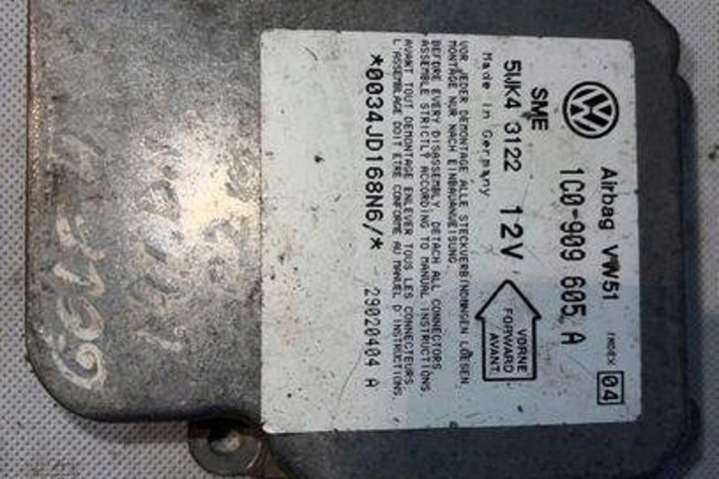 Airbag VW51 INDEX 04
1C0-909 605 A
SME
5WK4 3122 12V
Made in Germany
VORNE
FORWARD
AVANT
VOR JEDER DEMONTAGE ALLE STECKVERBINDUNGEN LOESEN.
MONTAGE NUR NACH EINBAUANWEISUNG.
BEFORE EVERY DISASSEMBLY, DETACH ALL CONNECTORS
ASSEMBLE STRICTLY ACCORDING TO MANUAL INSTRUCTIONS.
AVANT TOUT DEMONTAGE ENLEVER TOUS LES CONNECTEURS
L'ASSEMBLAGE DOIT ETRE CONFORME AU MANUEL D'INSTRUCTIONS.
*0034JD168N6/* - 29020404 A